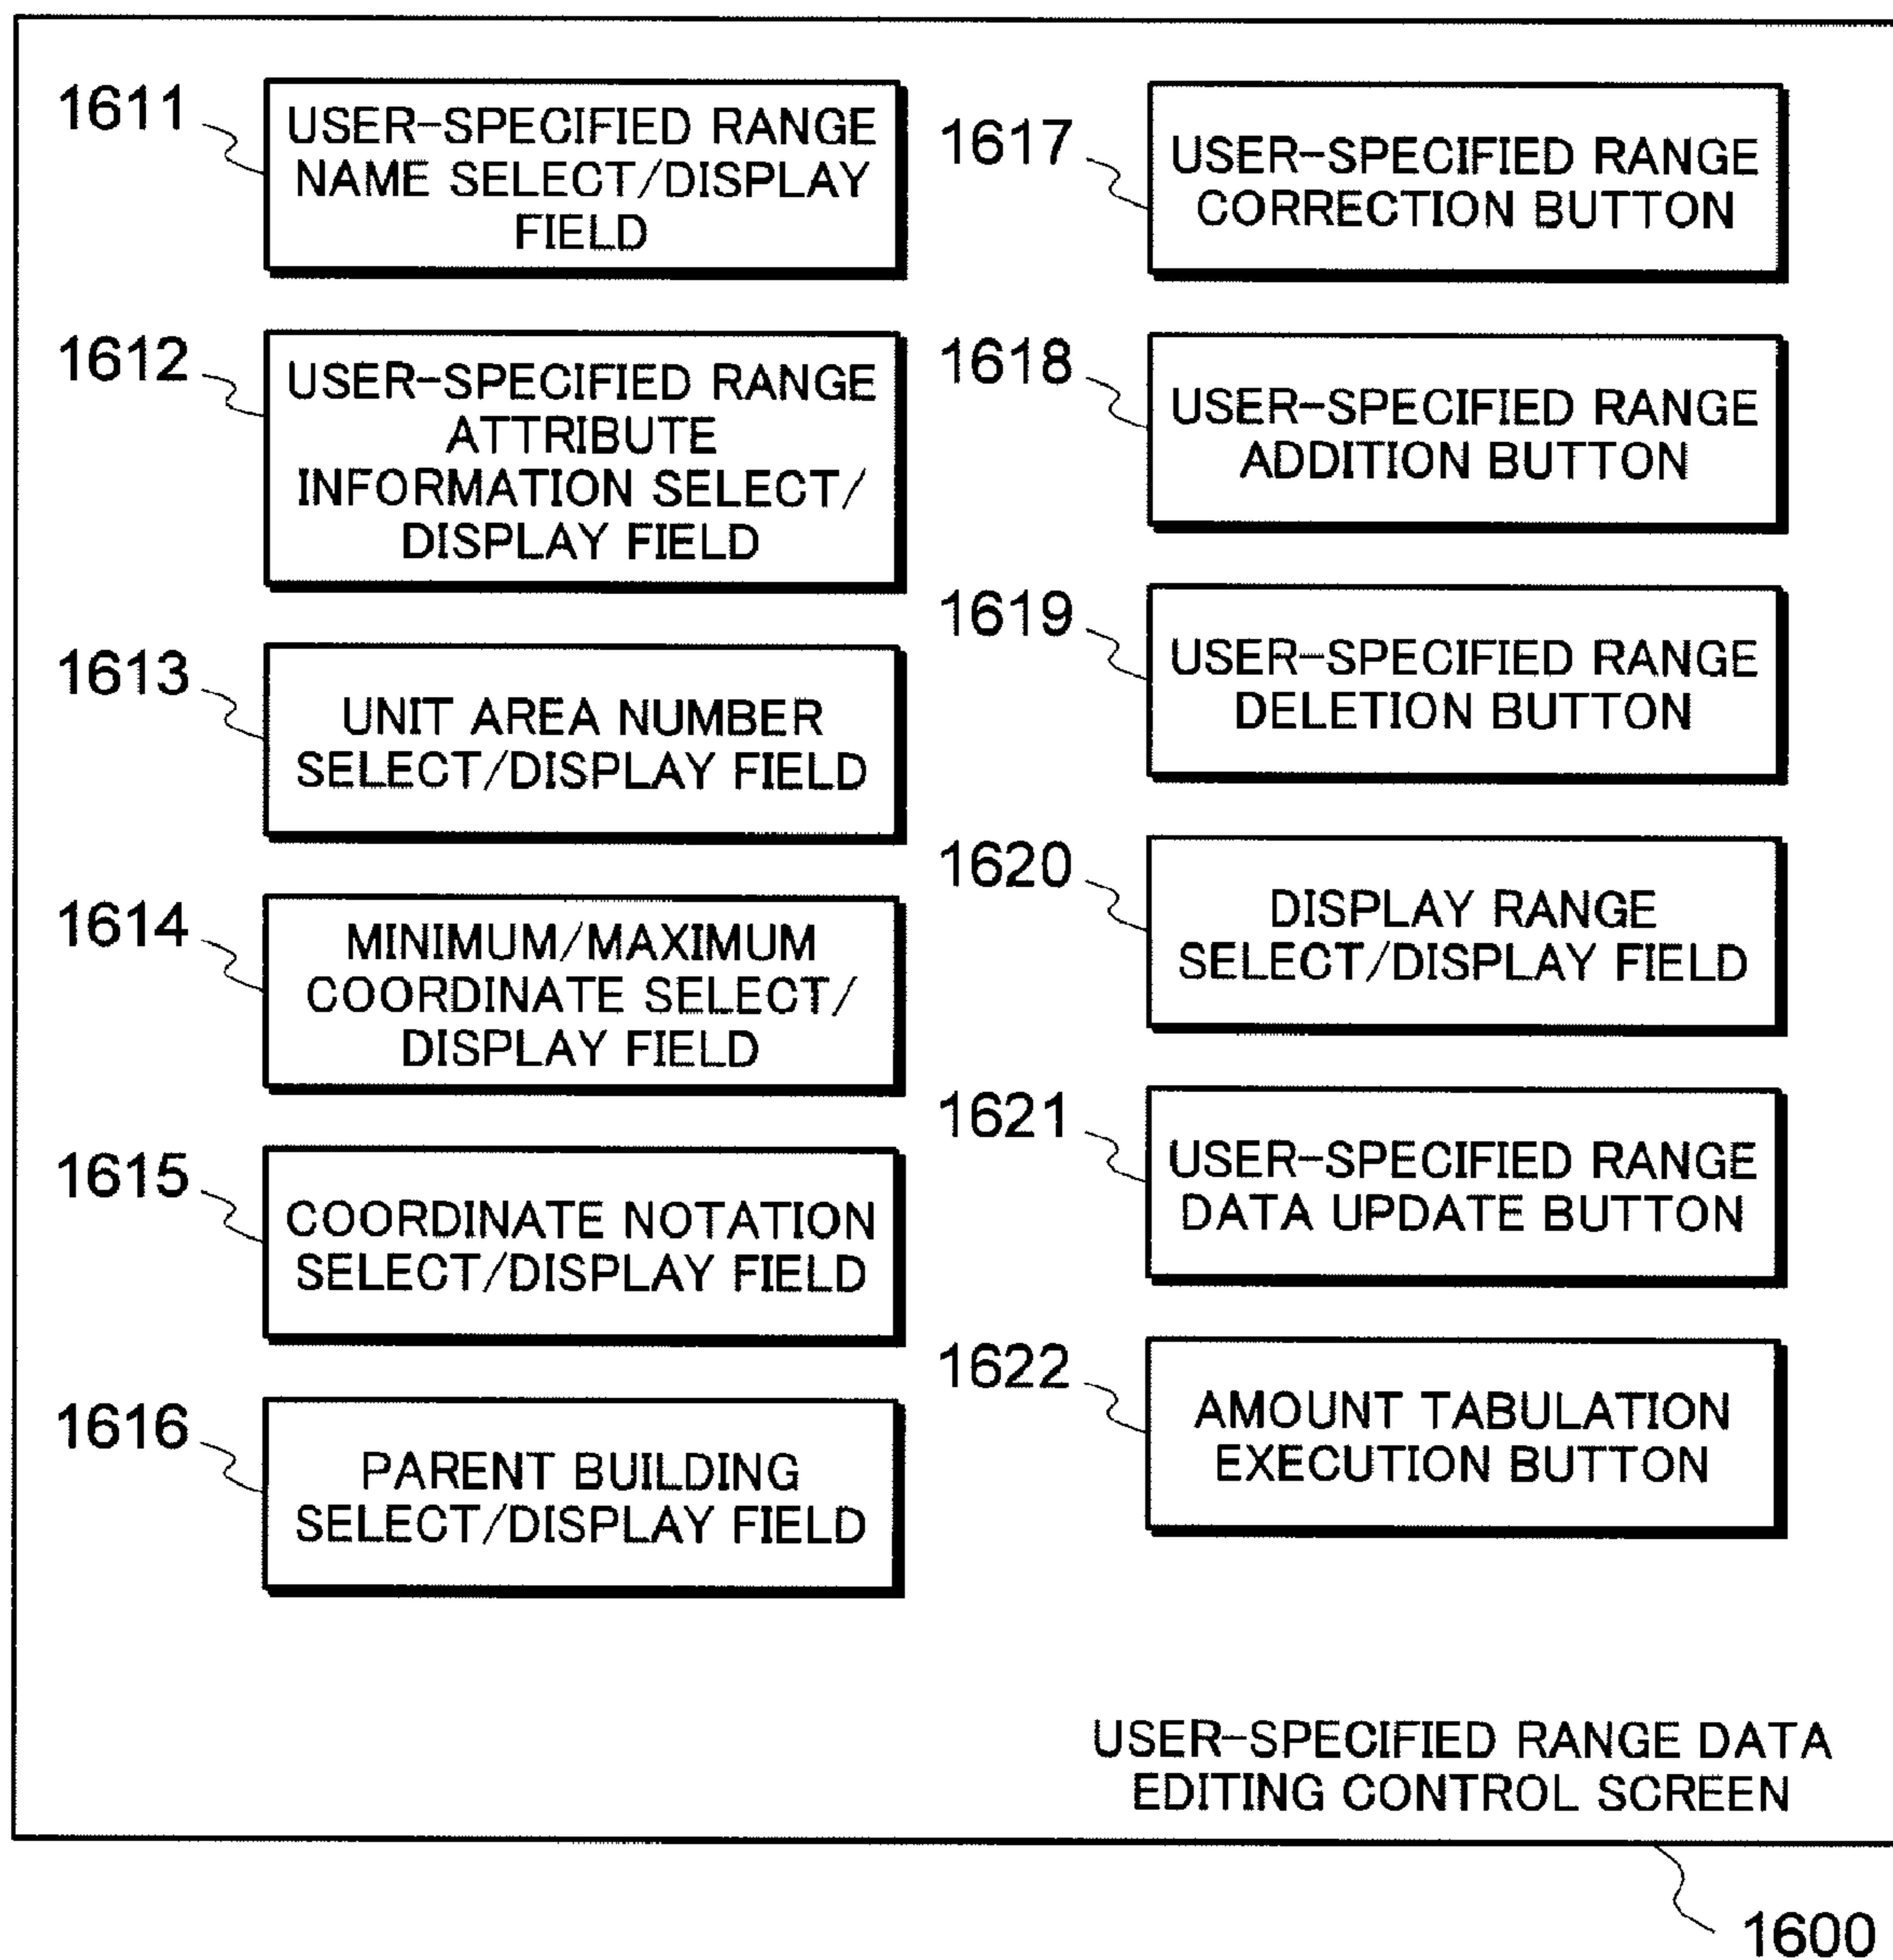 1611
USER-SPECIFIED RANGE
NAME SELECT/DISPLAY
FIELD
1612
USER-SPECIFIED RANGE
ATTRIBUTE
INFORMATION SELECT/
DISPLAY FIELD
1613
UNIT AREA NUMBER
SELECT/DISPLAY FIELD
1614
MINIMUM/MAXIMUM
COORDINATE SELECT/
DISPLAY FIELD
1615
COORDINATE NOTATION
SELECT/DISPLAY FIELD
1616
PARENT BUILDING
SELECT/DISPLAY FIELD
1617
USER-SPECIFIED RANGE
CORRECTION BUTTON
1618
USER-SPECIFIED RANGE
ADDITION BUTTON
1619
USER-SPECIFIED RANGE
DELETION BUTTON
1620
DISPLAY RANGE
SELECT/DISPLAY FIELD
1621
USER-SPECIFIED RANGE
DATA UPDATE BUTTON
1622
AMOUNT TABULATION
EXECUTION BUTTON
USER-SPECIFIED RANGE DATA
EDITING CONTROL SCREEN
1600